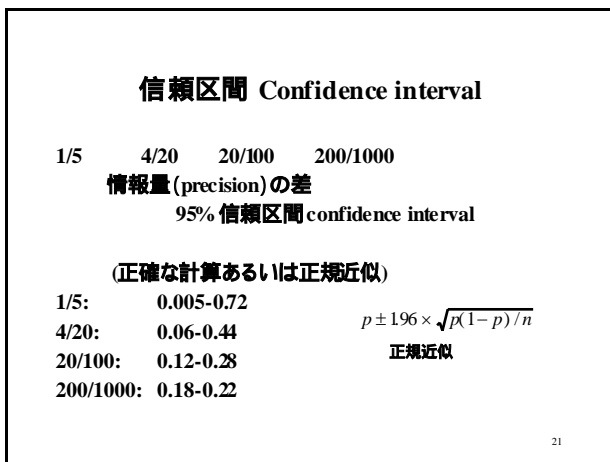 信頼区間 Confidence interval
1/5 4/20 20/100 200/1000
情報量(precision)の差
95% 信頼区間 confidence interval
(正確な計算あるいは正規近似)
1/5: 0.005-0.72
4/20: 0.06-0.44
20/100: 0.12-0.28
200/1000: 0.18-0.22
p ± 1.96 × √p(1− p) / n
正規近似
21